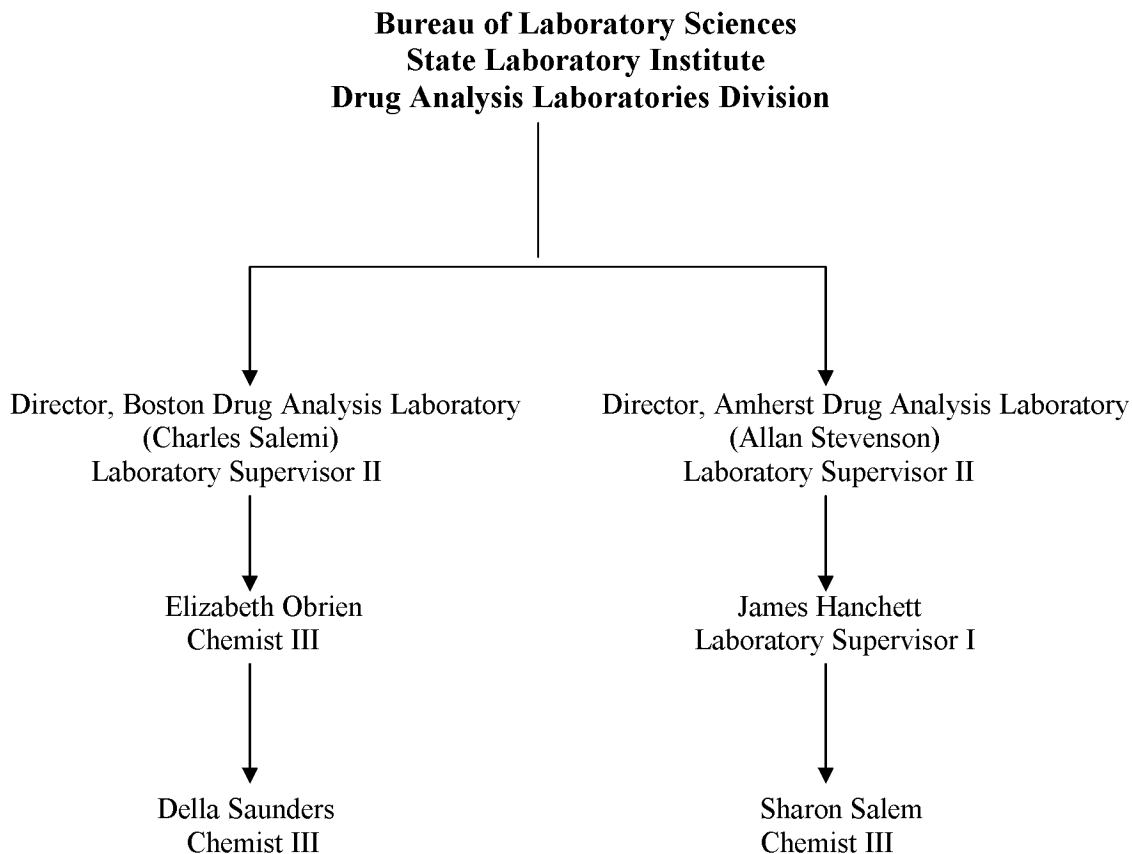 Bureau of Laboratory Sciences
State Laboratory Institute
Drug Analysis Laboratories Division
Director, Boston Drug Analysis Laboratory
(Charles Salemi)
Laboratory Supervisor II
Director, Amherst Drug Analysis Laboratory
(Allan Stevenson)
Laboratory Supervisor II
Elizabeth Obrien
Chemist III
James Hanchett
Laboratory Supervisor I
Della Saunders
Chemist III
Sharon Salem
Chemist III